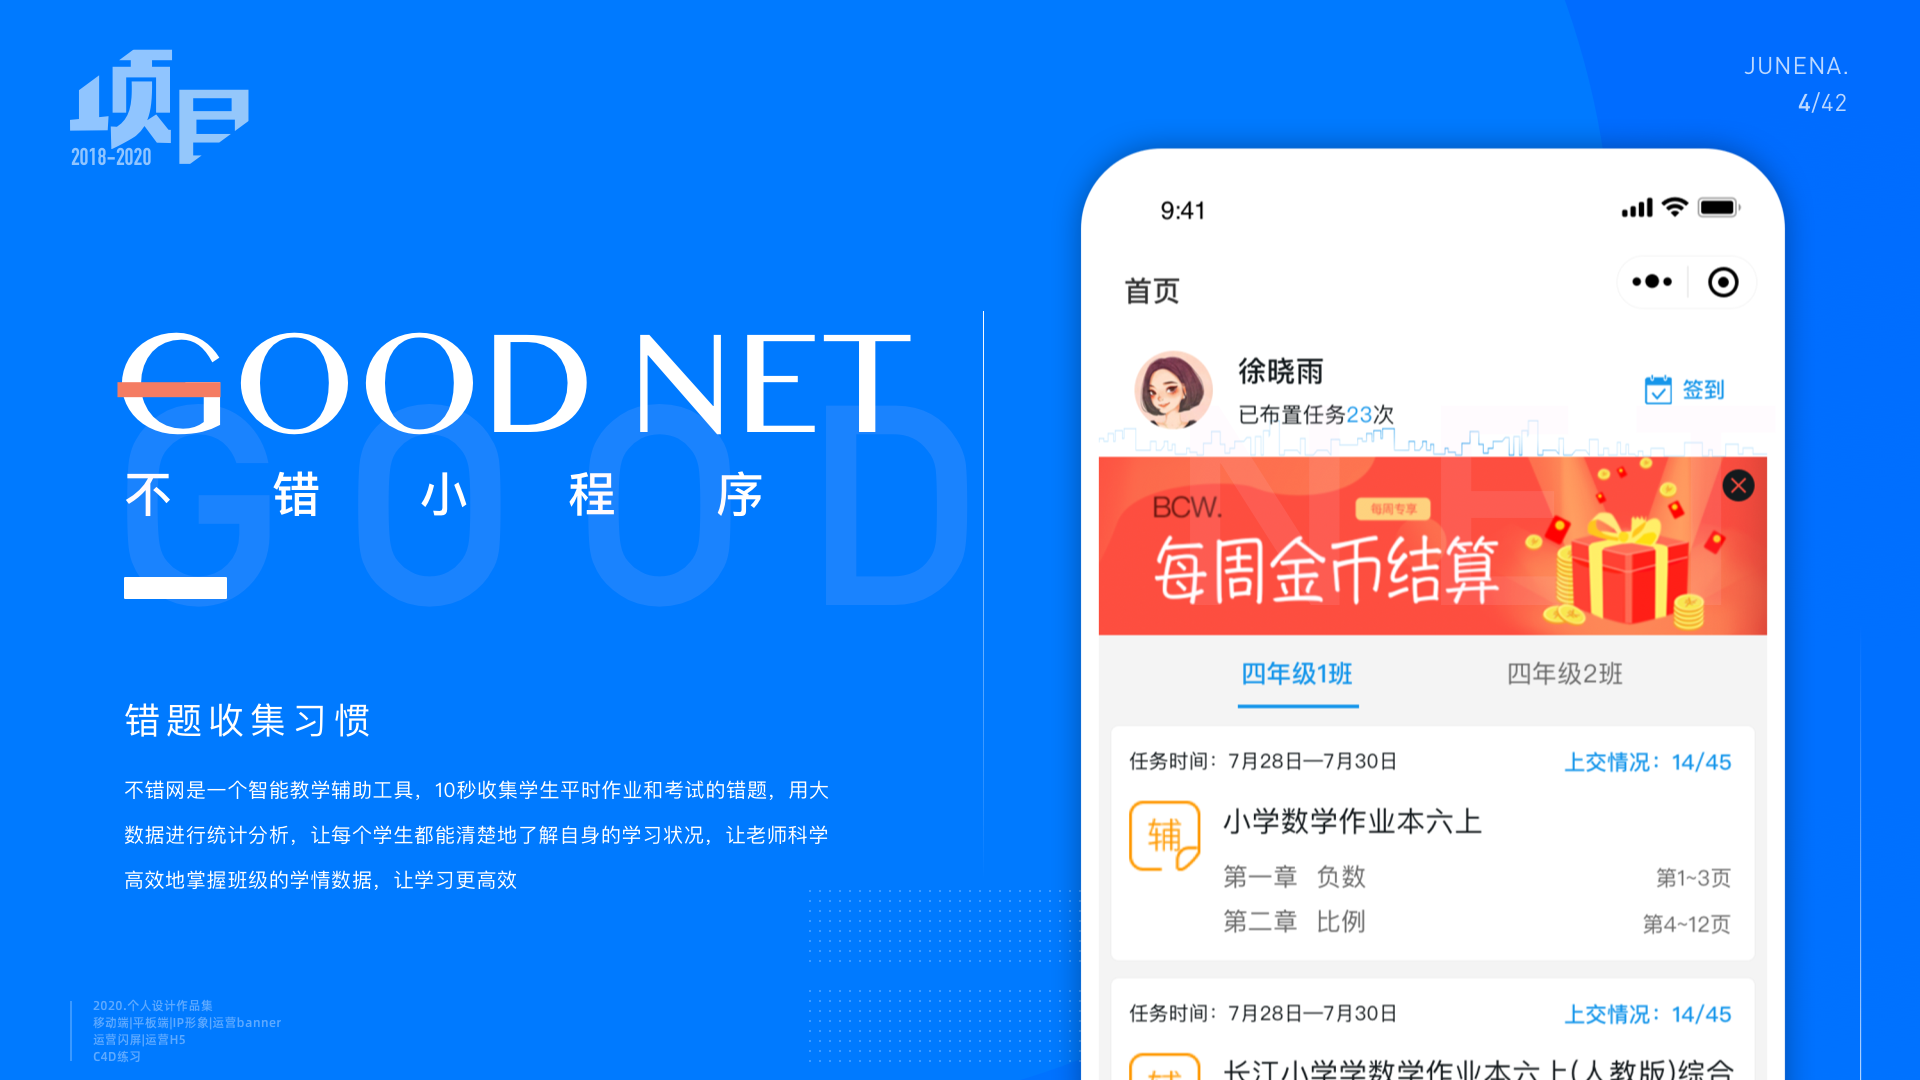 项目
2018-2020
JUNENA.
4/42
GOOD NET
GOOD
不错小程序
错题收集习惯
不错网是一个智能教学辅助工具，10秒收集学生平时作业和考试的错题，用大
数据进行统计分析，让每个学生都能清楚地了解自身的学习状况，让老师科学
高效地掌握班级的学情数据，让学习更高效
2020.个人设计作品集
移动端|平板端|IP形象|运营banner
运营闪屏|运营H5
C4D练习
9:41
首页
徐晓雨
已布置任务23次
签到
BCW.
每周专享
每周金币结算
四年级1班
四年级2班
任务时间：7月28日—7月30日
上交情况：14/45
辅
小学数学作业本六上
第一章 负数
第1~3页
第二章 比例
第4~12页
任务时间：7月28日—7月30日
上交情况：14/45
长江小学学数学作业本六上(人教版)综合